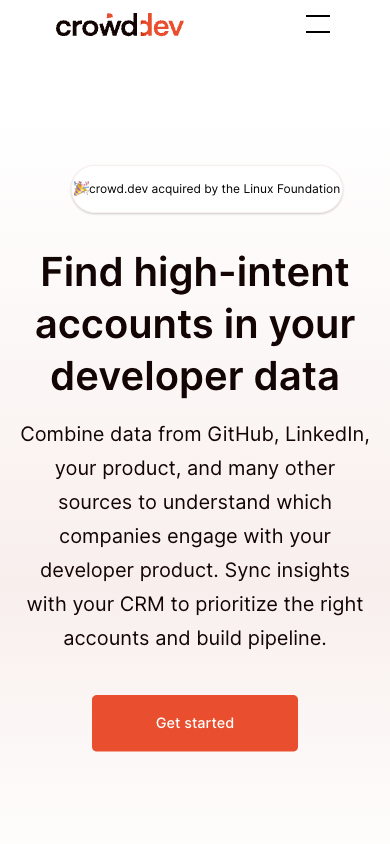 crowddev
🎉crowd.dev acquired by the Linux Foundation
Find high-intent
accounts in your
developer data
Combine data from GitHub, LinkedIn,
your product, and many other
sources to understand which
companies engage with your
developer product. Sync insights
with your CRM to prioritize the right
accounts and build pipeline.
Get started